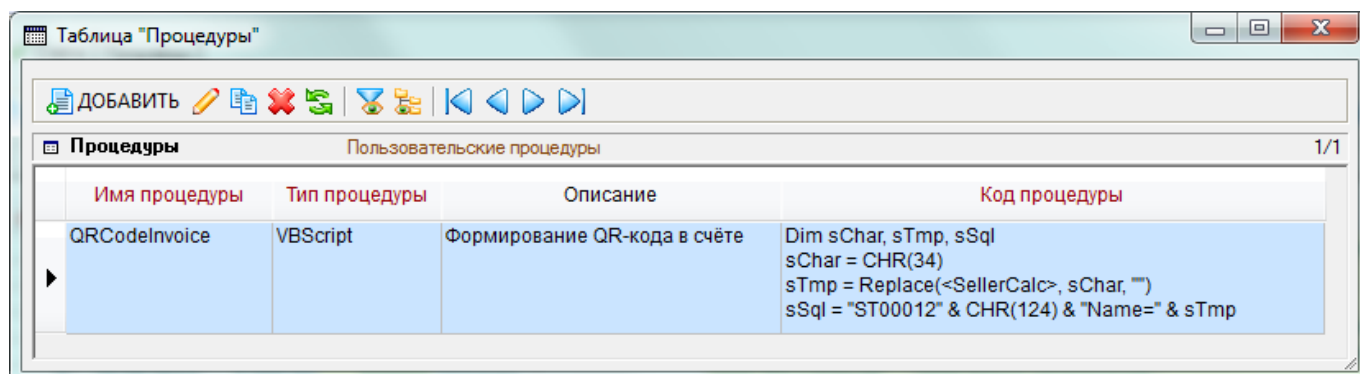 Таблица "Процедуры"
ДОБАВИТЬ
Процедуры Пользовательские процедуры 1/1
Имя процедуры Тип процедуры Описание Код процедуры
QRCodeInvoice VBScript Формирование QR-кода в счёте Dim sChar, sTmp, sSql
sChar = CHR(34)
sTmp = Replace(<SellerCalc>, sChar, "")
sSql = "ST00012" & CHR(124) & "Name=" & sTmp